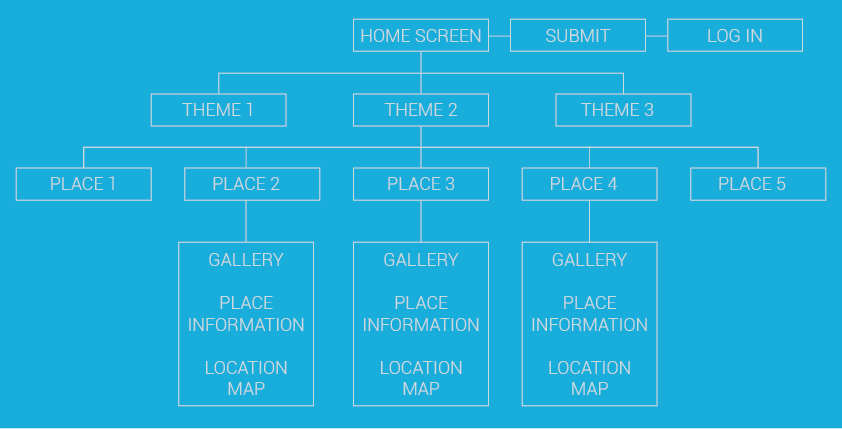 HOME SCREEN
SUBMIT
LOG IN
THEME 1
THEME 2
THEME 3
PLACE 1
PLACE 2
PLACE 3
PLACE 4
PLACE 5
GALLERY
PLACE
INFORMATION
LOCATION
MAP
GALLERY
PLACE
INFORMATION
LOCATION
MAP
GALLERY
PLACE
INFORMATION
LOCATION
MAP